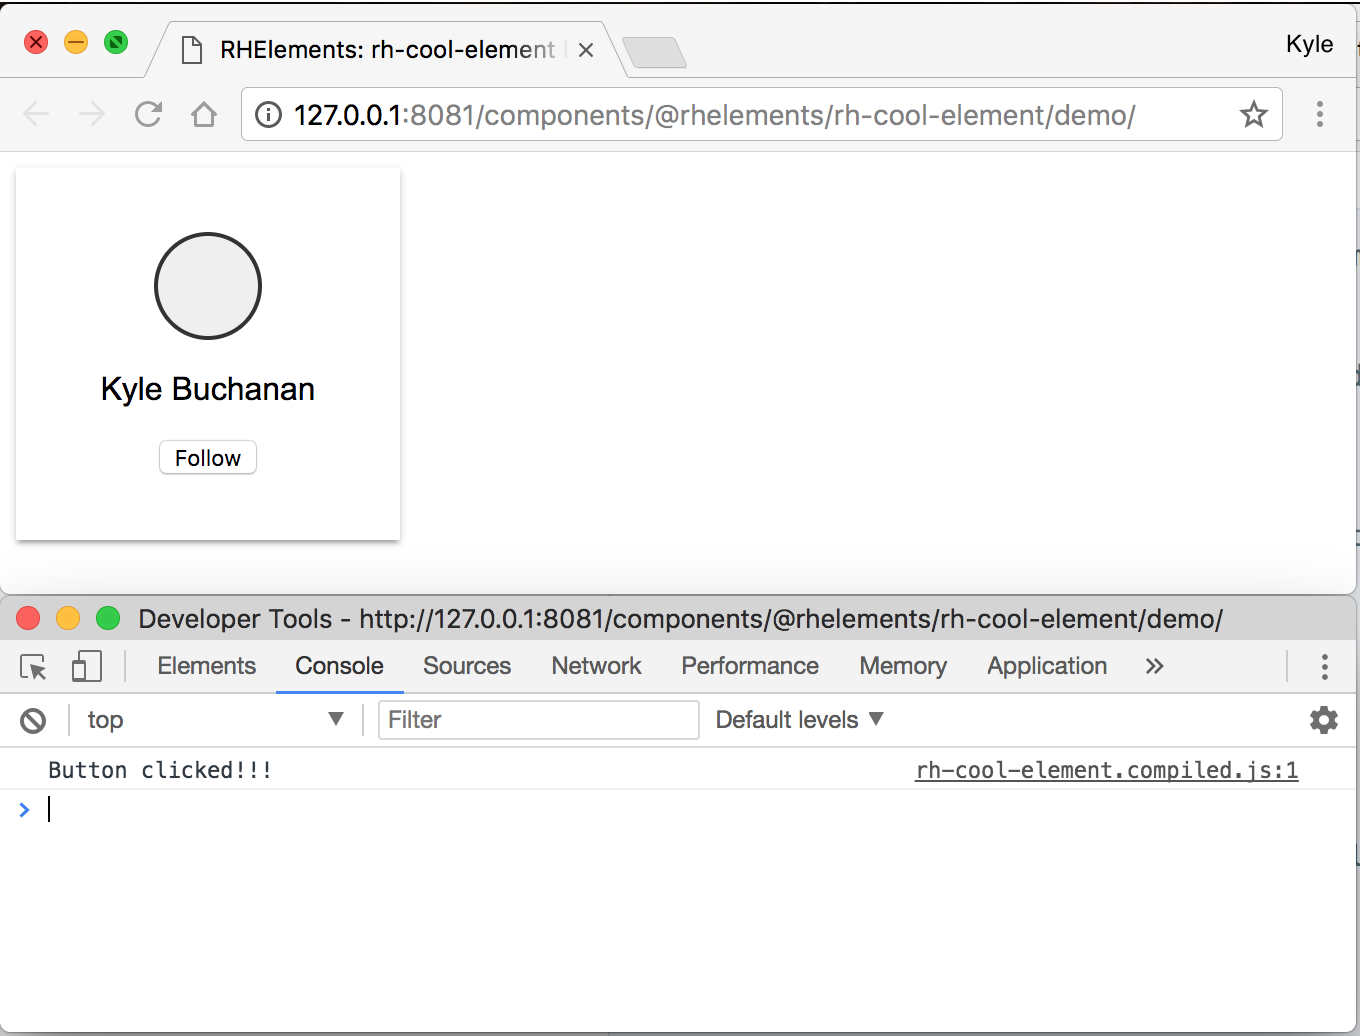 RHElements: rh-cool-element
Kyle
127.0.0.1:8081/components/@rhelements/rh-cool-element/demo/
Kyle Buchanan
Follow
Developer Tools - http://127.0.0.1:8081/components/@rhelements/rh-cool-element/demo/
Elements Console Sources Network Performance Memory Application »
top Filter Default levels
Button clicked!!! rh-cool-element.compiled.js:1